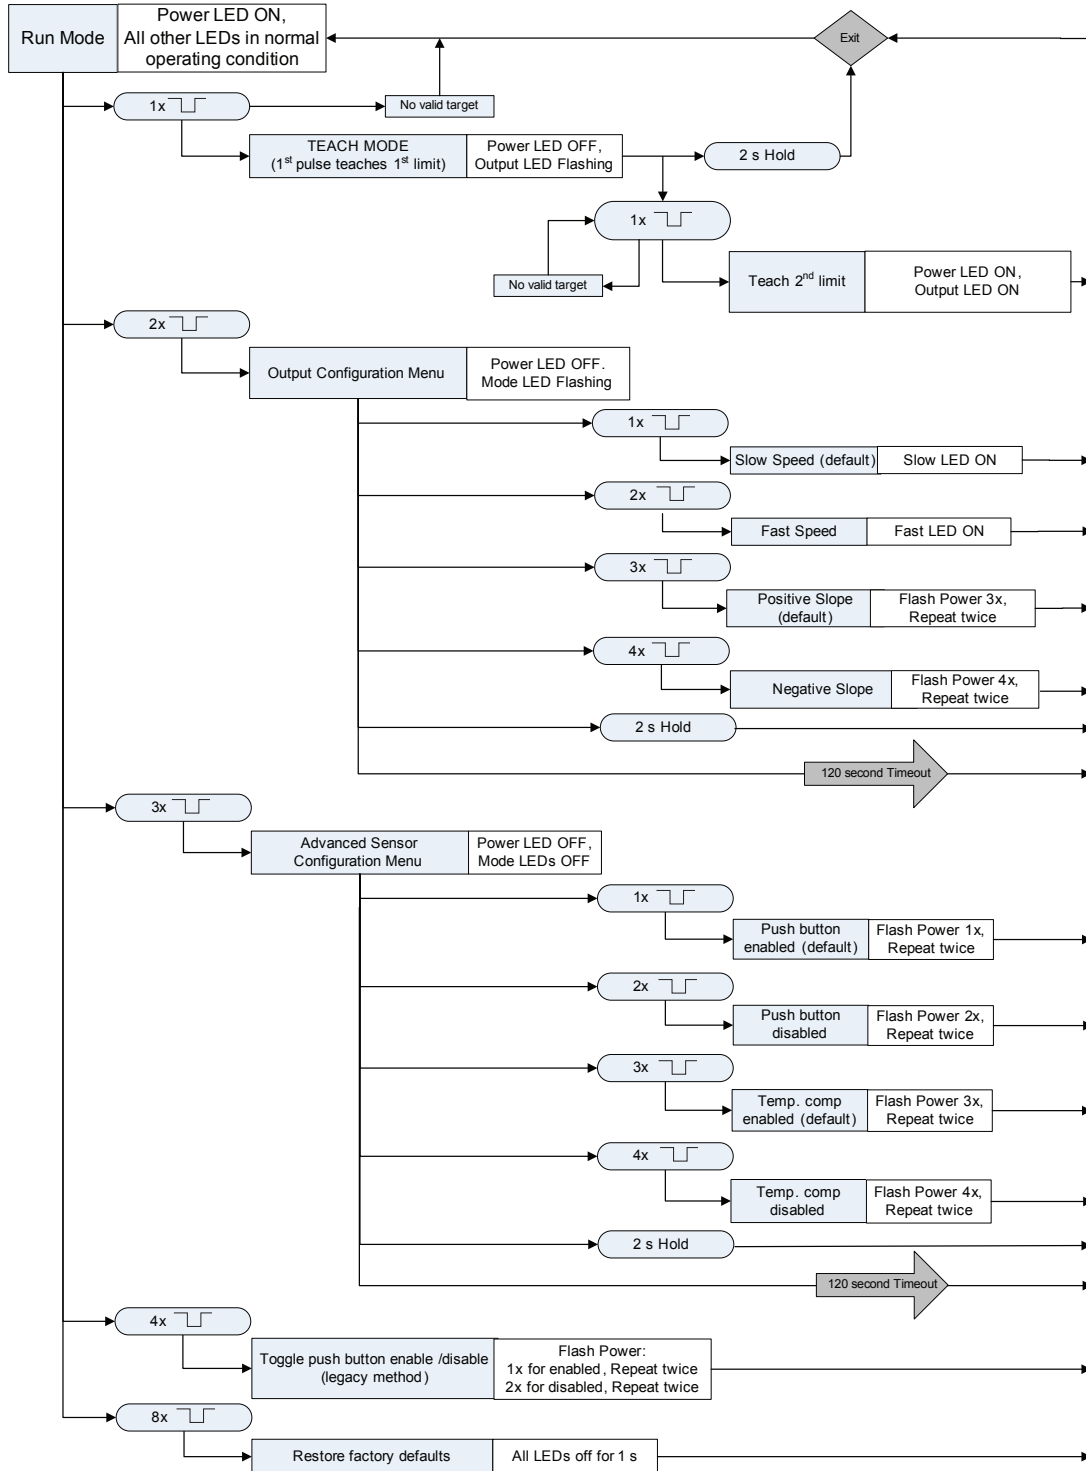 Run Mode
Power LED ON,
All other LEDs in normal
operating condition
Exit
1x
No valid target
TEACH MODE
(1st pulse teaches 1st limit)
Power LED OFF,
Output LED Flashing
2 s Hold
1x
No valid target
Teach 2nd limit
Power LED ON,
Output LED ON
2x
Output Configuration Menu
Power LED OFF.
Mode LED Flashing
1x
Slow Speed (default)
Slow LED ON
2x
Fast Speed
Fast LED ON
3x
Positive Slope
(default)
Flash Power 3x,
Repeat twice
4x
Negative Slope
Flash Power 4x,
Repeat twice
2 s Hold
120 second Timeout
3x
Advanced Sensor
Configuration Menu
Power LED OFF,
Mode LEDs OFF
1x
Push button
enabled (default)
Flash Power 1x,
Repeat twice
2x
Push button
disabled
Flash Power 2x,
Repeat twice
3x
Temp. comp
enabled (default)
Flash Power 3x,
Repeat twice
4x
Temp. comp
disabled
Flash Power 4x,
Repeat twice
2 s Hold
120 second Timeout
4x
Toggle push button enable /disable
(legacy method)
Flash Power:
1x for enabled, Repeat twice
2x for disabled, Repeat twice
8x
Restore factory defaults
All LEDs off for 1 s